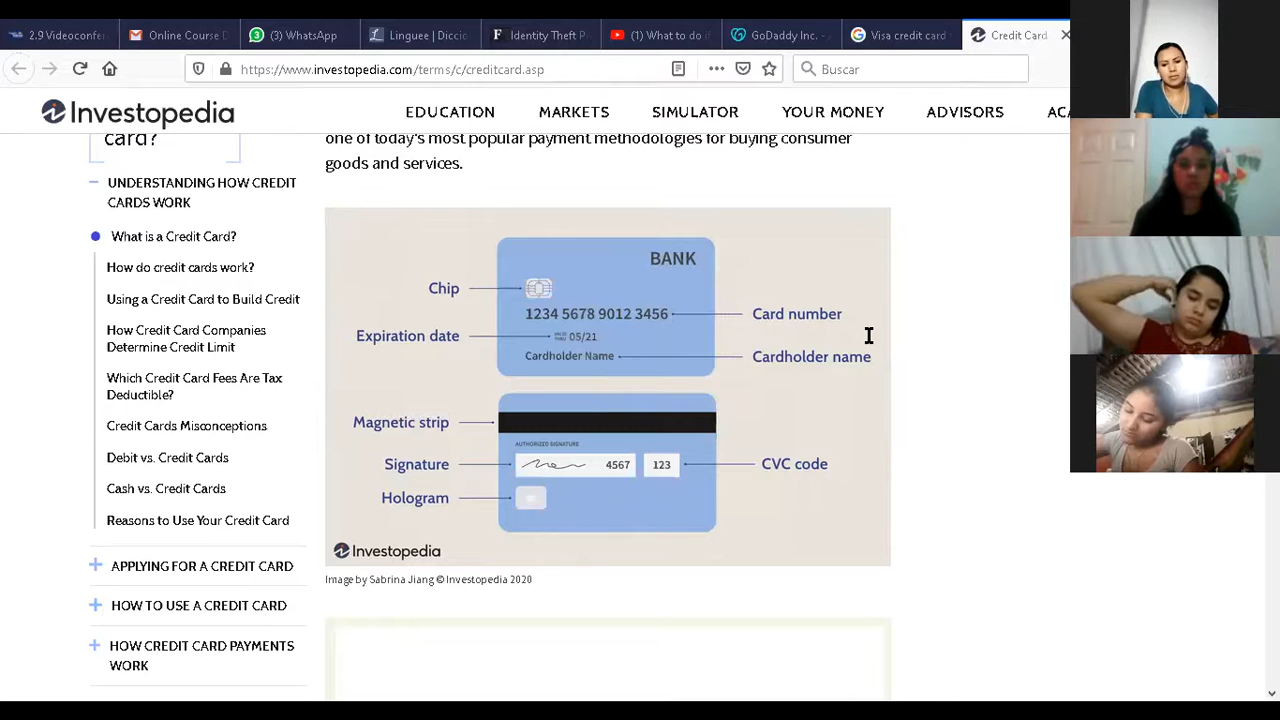 2.9 Videoconfe
Online Course D
(3) WhatsApp
Linguee | Diccio
Identity Theft P
(1) What to do if
GoDaddy Inc. -
Visa credit card
Credit Card
https://www.investopedia.com/terms/c/creditcard.asp
Buscar
Investopedia
EDUCATION
MARKETS
SIMULATOR
YOUR MONEY
ADVISORS
ACA
card?
UNDERSTANDING HOW CREDIT
CARDS WORK
What is a Credit Card?
How do credit cards work?
Using a Credit Card to Build Credit
How Credit Card Companies
Determine Credit Limit
Which Credit Card Fees Are Tax
Deductible?
Credit Cards Misconceptions
Debit vs. Credit Cards
Cash vs. Credit Cards
Reasons to Use Your Credit Card
APPLYING FOR A CREDIT CARD
HOW TO USE A CREDIT CARD
HOW CREDIT CARD PAYMENTS
WORK
one of today's most popular payment methodologies for buying consumer
goods and services.
BANK
Chip
1234 5678 9012 3456
Card number
Expiration date
05/21
Cardholder Name
Cardholder name
Magnetic strip
AUTHORIZED SIGNATURE
Signature
4567
123
CVC code
Hologram
Investopedia
Image by Sabrina Jiang © Investopedia 2020